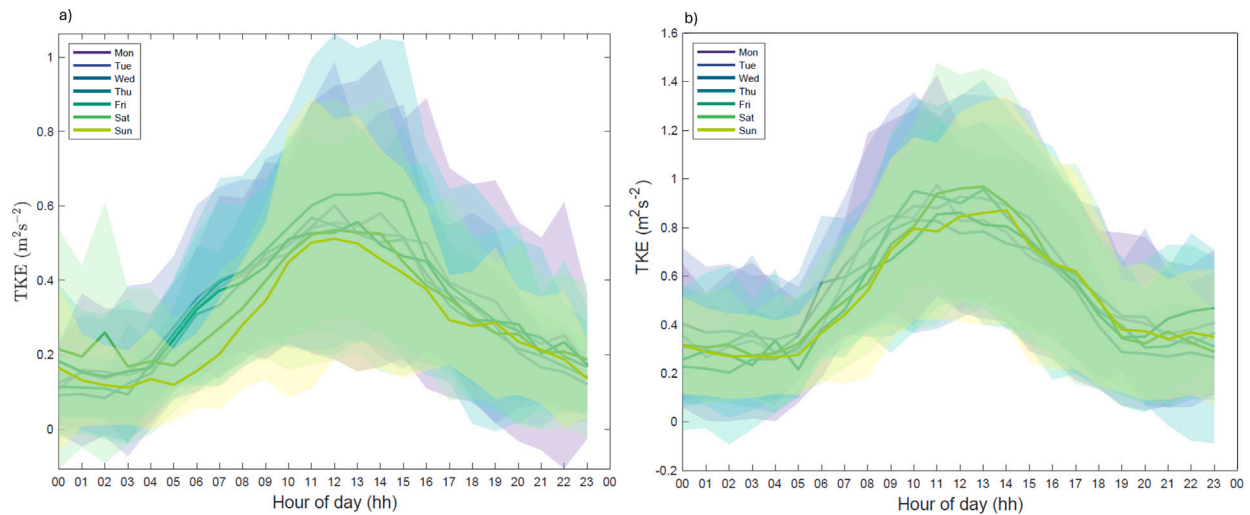 a)
1
0.8
0.6
0.4
0.2
0
TKE (m²s⁻²)
Mon
Tue
Wed
Thu
Fri
Sat
Sun
00 01 02 03 04 05 06 07 08 09 10 11 12 13 14 15 16 17 18 19 20 21 22 23 00
Hour of day (hh)
b)
1.6
1.4
1.2
1
0.8
0.6
0.4
0.2
0
-0.2
TKE (m²s⁻²)
Mon
Tue
Wed
Thu
Fri
Sat
Sun
00 01 02 03 04 05 06 07 08 09 10 11 12 13 14 15 16 17 18 19 20 21 22 23 00
Hour of day (hh)